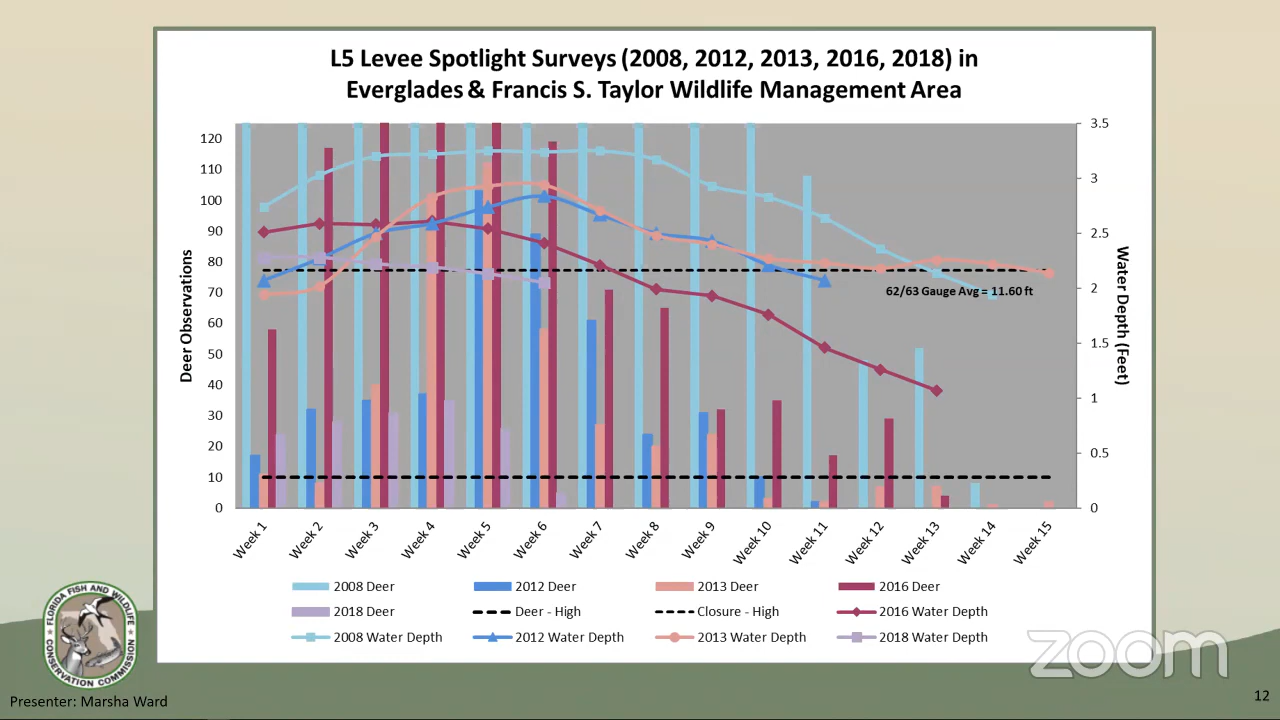 L5 Levee Spotlight Surveys (2008, 2012, 2013, 2016, 2018) in
Everglades & Francis S. Taylor Wildlife Management Area
Deer Observations
120
110
100
90
80
70
60
50
40
30
20
10
0
3.5
3
2.5
2
1.5
1
0.5
0
Water Depth (Feet)
62/63 Gauge Avg = 11.60 ft
Week 1
Week 2
Week 3
Week 4
Week 5
Week 6
Week 7
Week 8
Week 9
Week 10
Week 11
Week 12
Week 13
Week 14
Week 15
2008 Deer
2012 Deer
2013 Deer
2016 Deer
2018 Deer
Deer - High
Closure - High
2016 Water Depth
2008 Water Depth
2012 Water Depth
2013 Water Depth
2018 Water Depth
FLORIDA FISH AND WILDLIFE
CONSERVATION COMMISSION
zoom
Presenter: Marsha Ward
12